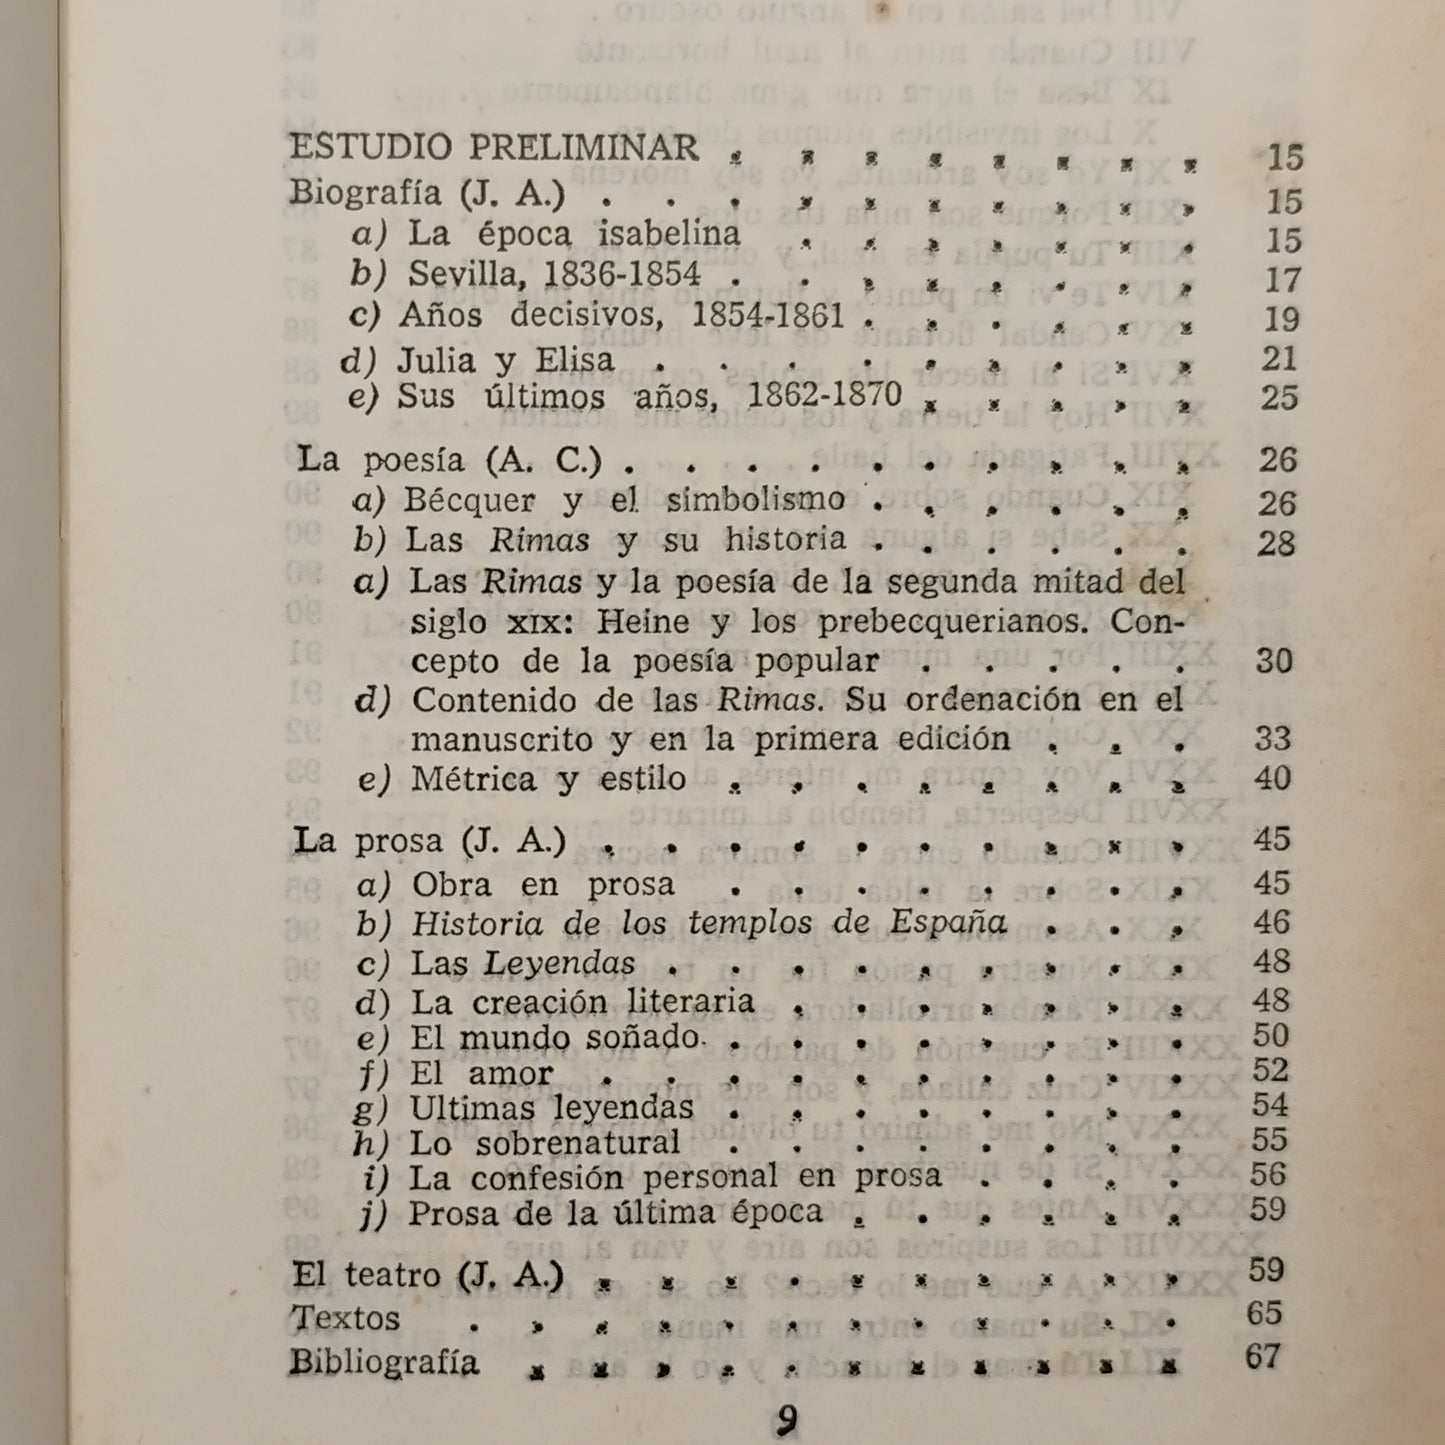 ESTUDIO PRELIMINAR . . . . . . . . 15
Biografía (J. A.) . . . . . . . . . . 15
a) La época isabelina . . . . . . . 15
b) Sevilla, 1836-1854 . . . . . . . . 17
c) Años decisivos, 1854-1861 . . . . . . 19
d) Julia y Elisa . . . . . . . . . 21
e) Sus últimos años, 1862-1870 . . . . . 25
La poesía (A. C.) . . . . . . . . . . 26
a) Bécquer y el simbolismo . . . . . . 26
b) Las Rimas y su historia . . . . . . 28
a) Las Rimas y la poesía de la segunda mitad del
siglo XIX: Heine y los prebecquerianos. Con-
cepto de la poesía popular . . . . . 30
d) Contenido de las Rimas. Su ordenación en el
manuscrito y en la primera edición . . . 33
e) Métrica y estilo . . . . . . . . 40
La prosa (J. A.) . . . . . . . . . . 45
a) Obra en prosa . . . . . . . . 45
b) Historia de los templos de España . . . 46
c) Las Leyendas . . . . . . . . . 48
d) La creación literaria . . . . . . . 48
e) El mundo soñado . . . . . . . . 50
f) El amor . . . . . . . . . . 52
g) Ultimas leyendas . . . . . . . . 54
h) Lo sobrenatural . . . . . . . . 55
i) La confesión personal en prosa . . . . 56
j) Prosa de la última época . . . . . . 59
El teatro (J. A.) . . . . . . . . . . 59
Textos . . . . . . . . . . . . 65
Bibliografía . . . . . . . . . . . 67
9